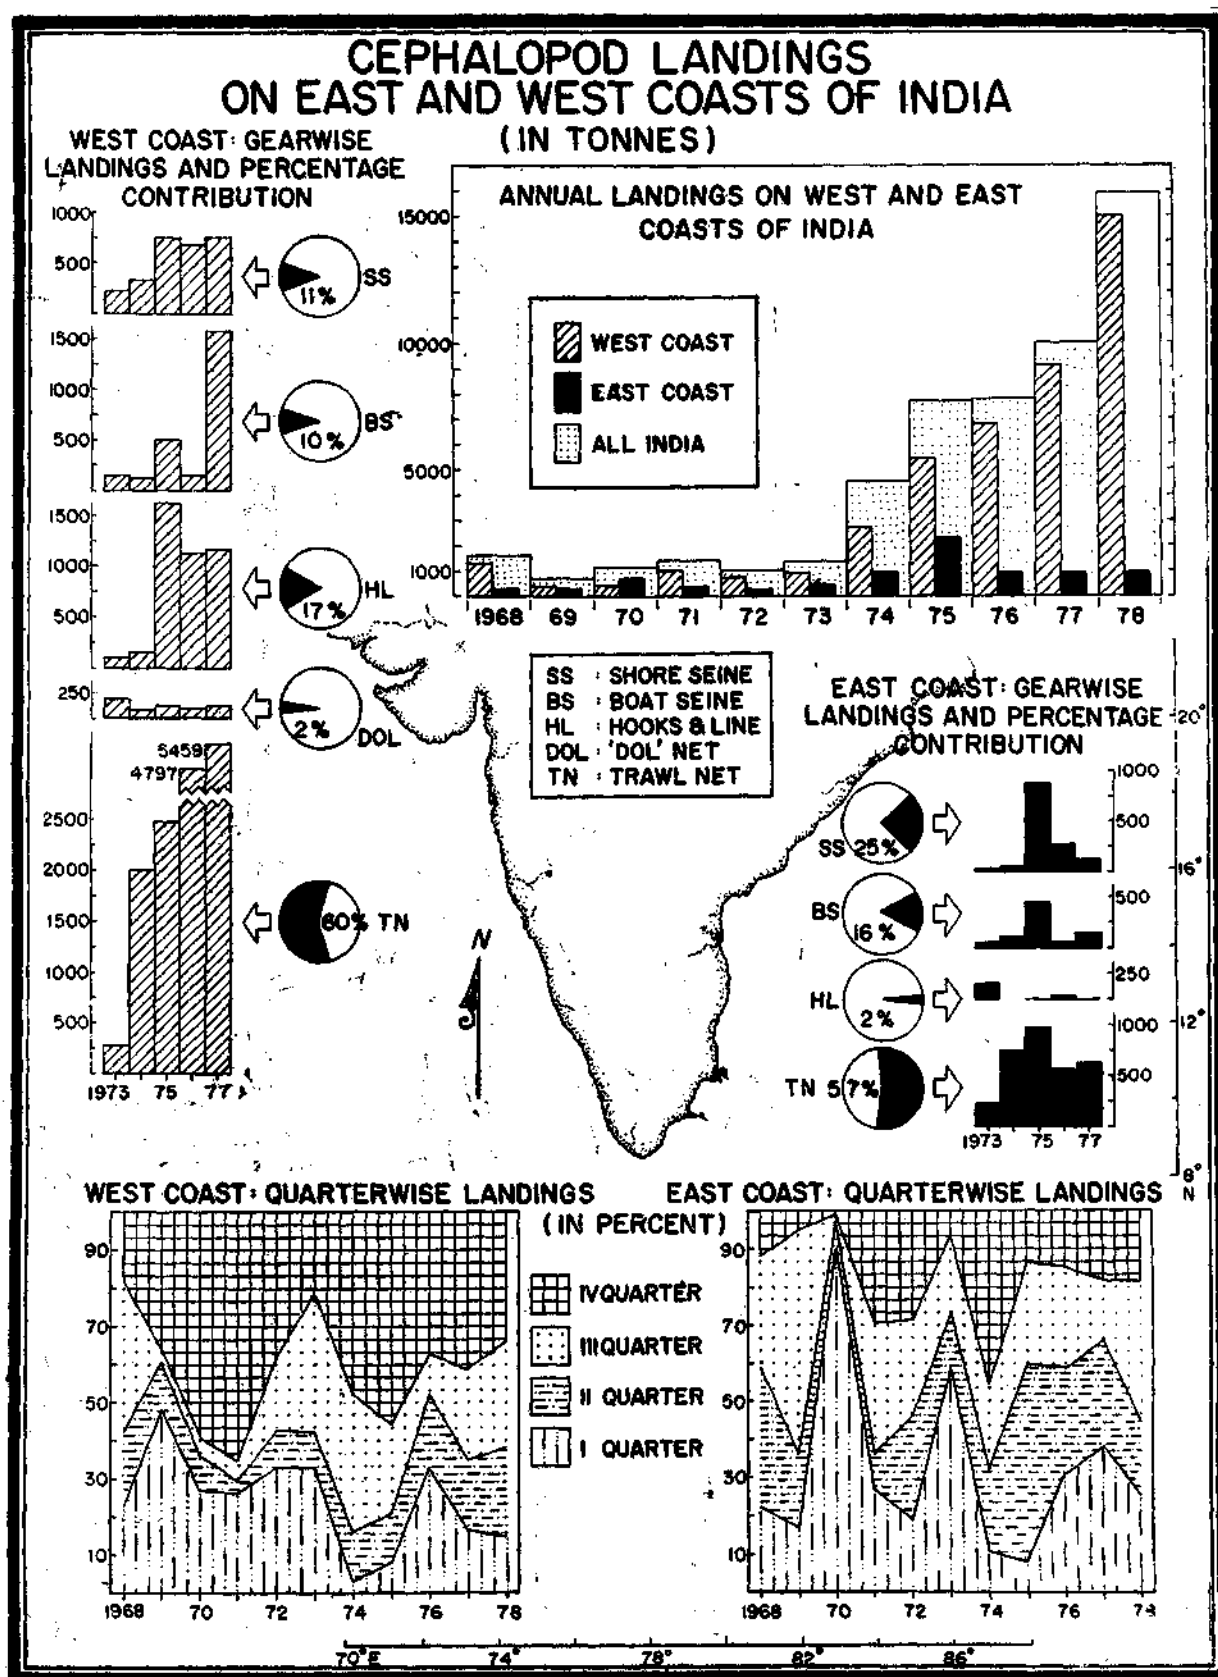 CEPHALOPOD LANDINGS
ON EAST AND WEST COASTS OF INDIA
(IN TONNES)
WEST COAST: GEARWISE
LANDINGS AND PERCENTAGE
CONTRIBUTION
1000
500
11%
SS
1500
1000
500
10%
BS
1500
1000
500
17%
HL
250
2%
DOL
5459
4797
2500
2000
1500
1000
500
60% TN
1973 75 77
ANNUAL LANDINGS ON WEST AND EAST
COASTS OF INDIA
15000
10000
5000
1000
WEST COAST
EAST COAST
ALL INDIA
1968 69 70 71 72 73 74 75 76 77 78
SS : SHORE SEINE
BS : BOAT SEINE
HL : HOOKS & LINE
DOL : 'DOL' NET
TN : TRAWL NET
EAST COAST: GEARWISE
LANDINGS AND PERCENTAGE
CONTRIBUTION
SS 25%
1000
500
BS
16%
500
HL
2%
250
TN 57%
1000
500
1973 75 77
N
20°
16°
12°
8°
N
WEST COAST: QUARTERWISE LANDINGS
EAST COAST: QUARTERWISE LANDINGS
(IN PERCENT)
90
70
50
30
10
1968 70 72 74 76 78
IV QUARTER
III QUARTER
II QUARTER
I QUARTER
90
70
50
30
10
1968 70 72 74 76 78
70°E 74° 78° 82° 86°